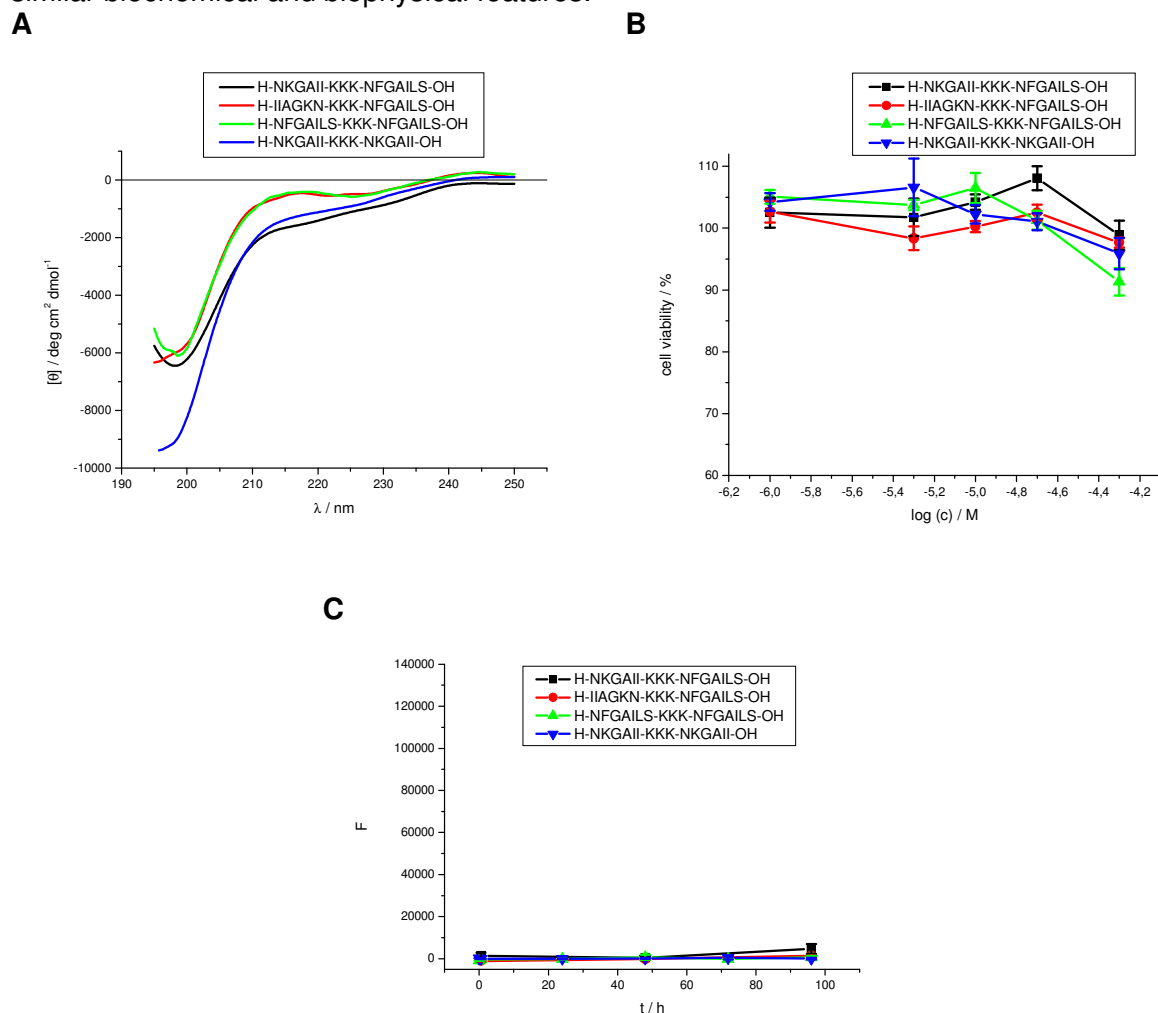 similar biochemical and biophysical features.
A
B
H-NKGAII-KKK-NFGAILS-OH
H-IIAGKN-KKK-NFGAILS-OH
H-NFGAILS-KKK-NFGAILS-OH
H-NKGAII-KKK-NKGAII-OH
0
-2000
-4000
-6000
-8000
-10000
190 200 210 220 230 240 250
[θ] / deg cm² dmol⁻¹
λ / nm
H-NKGAII-KKK-NFGAILS-OH
H-IIAGKN-KKK-NFGAILS-OH
H-NFGAILS-KKK-NFGAILS-OH
H-NKGAII-KKK-NKGAII-OH
110
100
90
80
70
60
-6,2 -6,0 -5,8 -5,6 -5,4 -5,2 -5,0 -4,8 -4,6 -4,4 -4,2
cell viability / %
log (c) / M
C
H-NKGAII-KKK-NFGAILS-OH
H-IIAGKN-KKK-NFGAILS-OH
H-NFGAILS-KKK-NFGAILS-OH
H-NKGAII-KKK-NKGAII-OH
140000
120000
100000
80000
60000
40000
20000
0
0 20 40 60 80 100
F
t / h